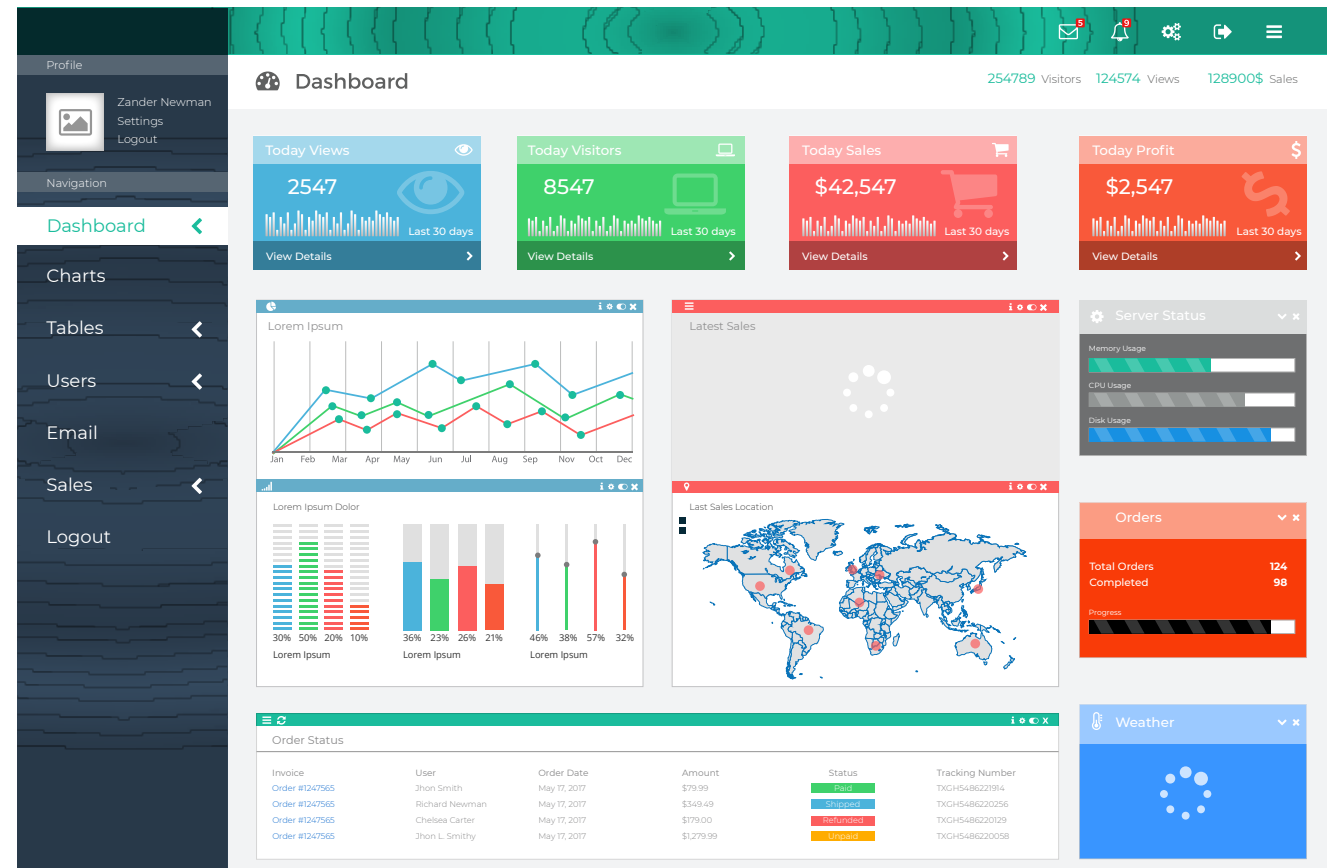 5 9
Profile
Zander Newman
Settings
Logout
Navigation
Dashboard
Charts
Tables
Users
Email
Sales
Logout
Dashboard
254789 Visitors 124574 Views 128900$ Sales
Today Views
2547
Last 30 days
View Details
Today Visitors
8547
Last 30 days
View Details
Today Sales
$42,547
Last 30 days
View Details
Today Profit
$
$2,547
$
Last 30 days
View Details
Lorem Ipsum
Jan Feb Mar Apr May Jun Jul Aug Sep Nov Oct Dec
Lorem Ipsum Dolor
30% 50% 20% 10% 36% 23% 26% 21% 46% 38% 57% 32%
Lorem Ipsum Lorem Ipsum Lorem Ipsum
Latest Sales
Last Sales Location
Server Status
Memory Usage
CPU Usage
Disk Usage
Orders
Total Orders 124
Completed 98
Progress
Weather
Order Status
Invoice User Order Date Amount Status Tracking Number
Order #1247565 Jhon Smith May 17, 2017 $79.99 Paid TXGH5486221914
Order #1247565 Richard Newman May 17, 2017 $349.49 Shipped TXGH5486220256
Order #1247565 Chelsea Carter May 17, 2017 $179.00 Refunded TXGH5486220129
Order #1247565 Jhon L. Smithy May 17, 2017 $1,279.99 Unpaid TXGH5486220058